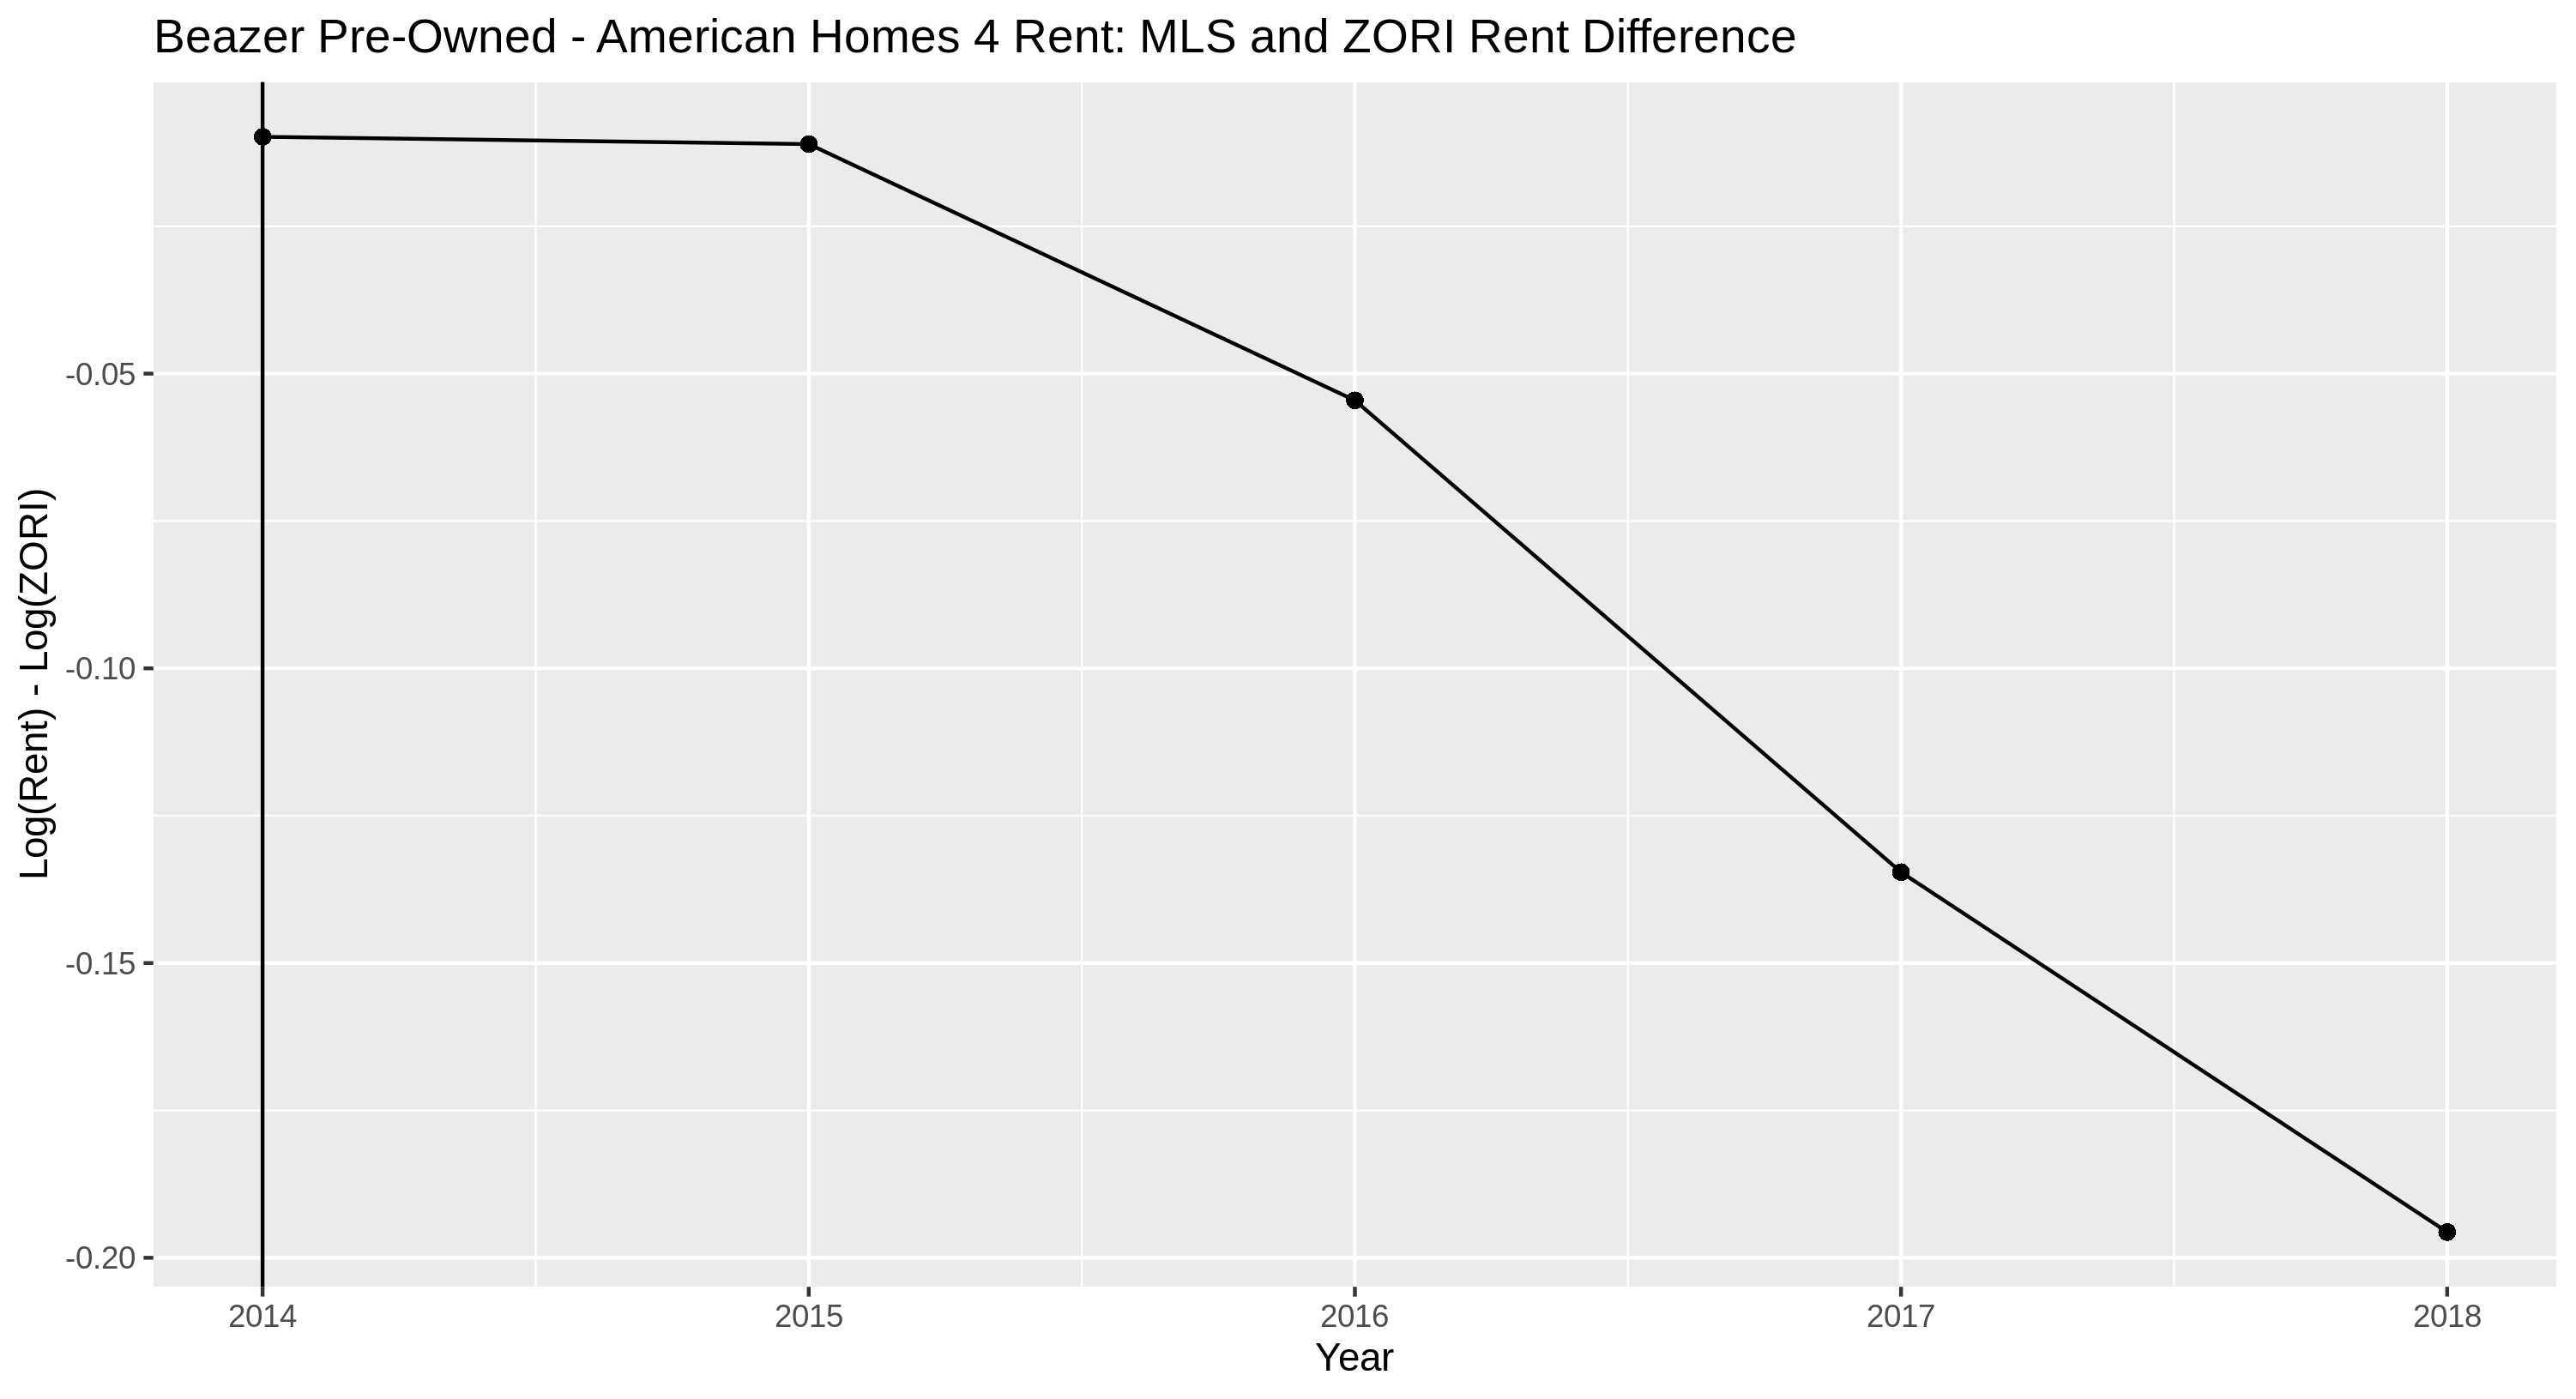 Beazer Pre-Owned - American Homes 4 Rent: MLS and ZORI Rent Difference
Log(Rent) - Log(ZORI)
-0.05
-0.10
-0.15
-0.20
2014 2015 2016 2017 2018
Year